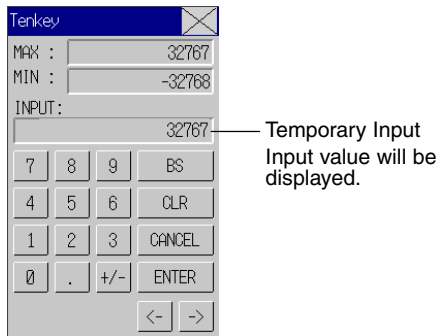 Tenkey
MAX : 32767
MIN : -32768
INPUT:
32767
Temporary Input
Input value will be
displayed.
7 8 9 BS
4 5 6 CLR
1 2 3 CANCEL
0 . +/- ENTER
<- ->